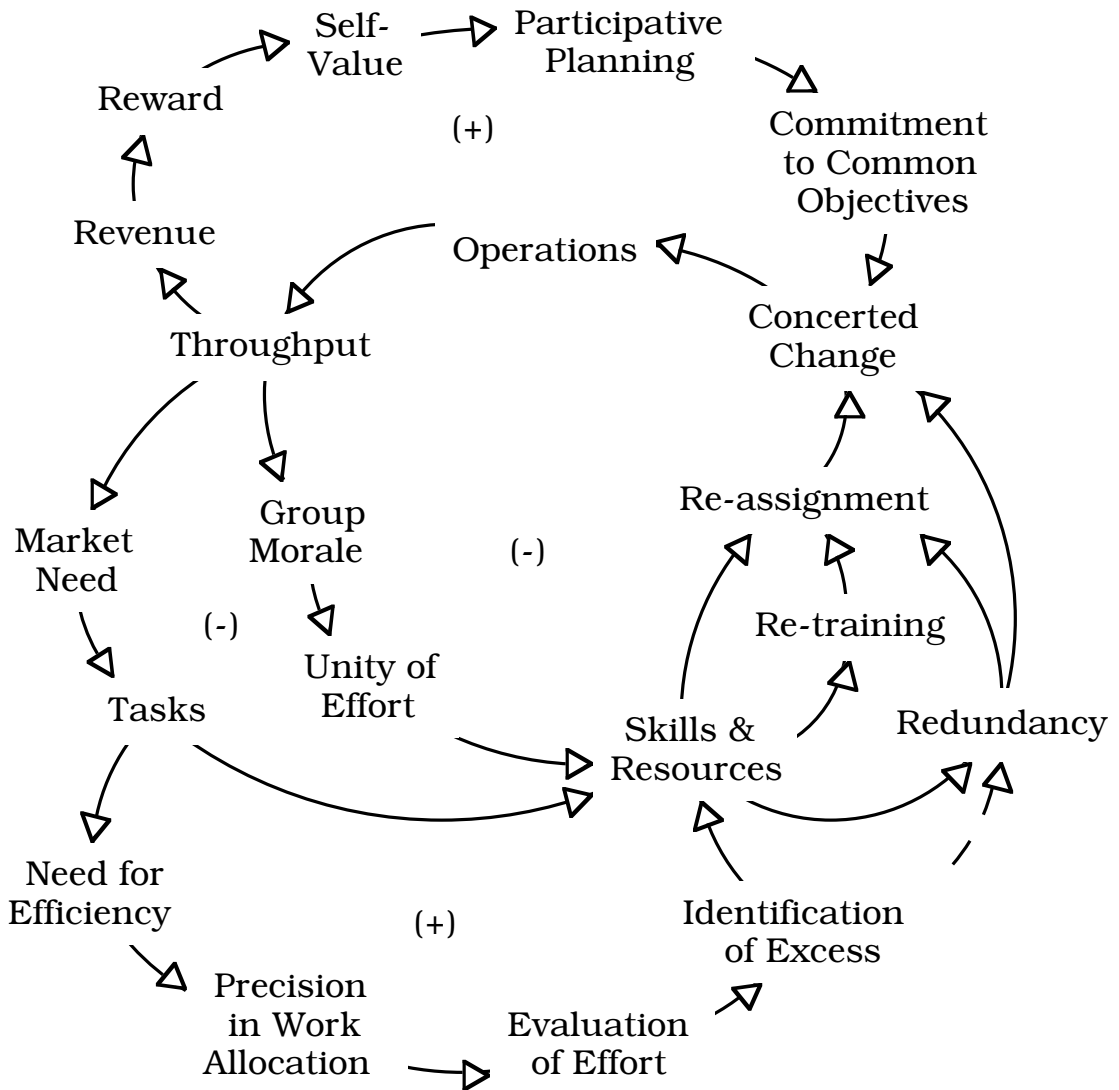 Self-
Value
Participative
Planning
Reward
(+)
Commitment
to Common
Objectives
Revenue
Operations
Throughput
Concerted
Change
Re-assignment
Group
Morale
Market
Need
(-)
(-)
Re-training
Unity of
Effort
Tasks
Skills &
Resources
Redundancy
Need for
Efficiency
(+)
Identification
of Excess
Precision
in Work
Allocation
Evaluation
of Effort